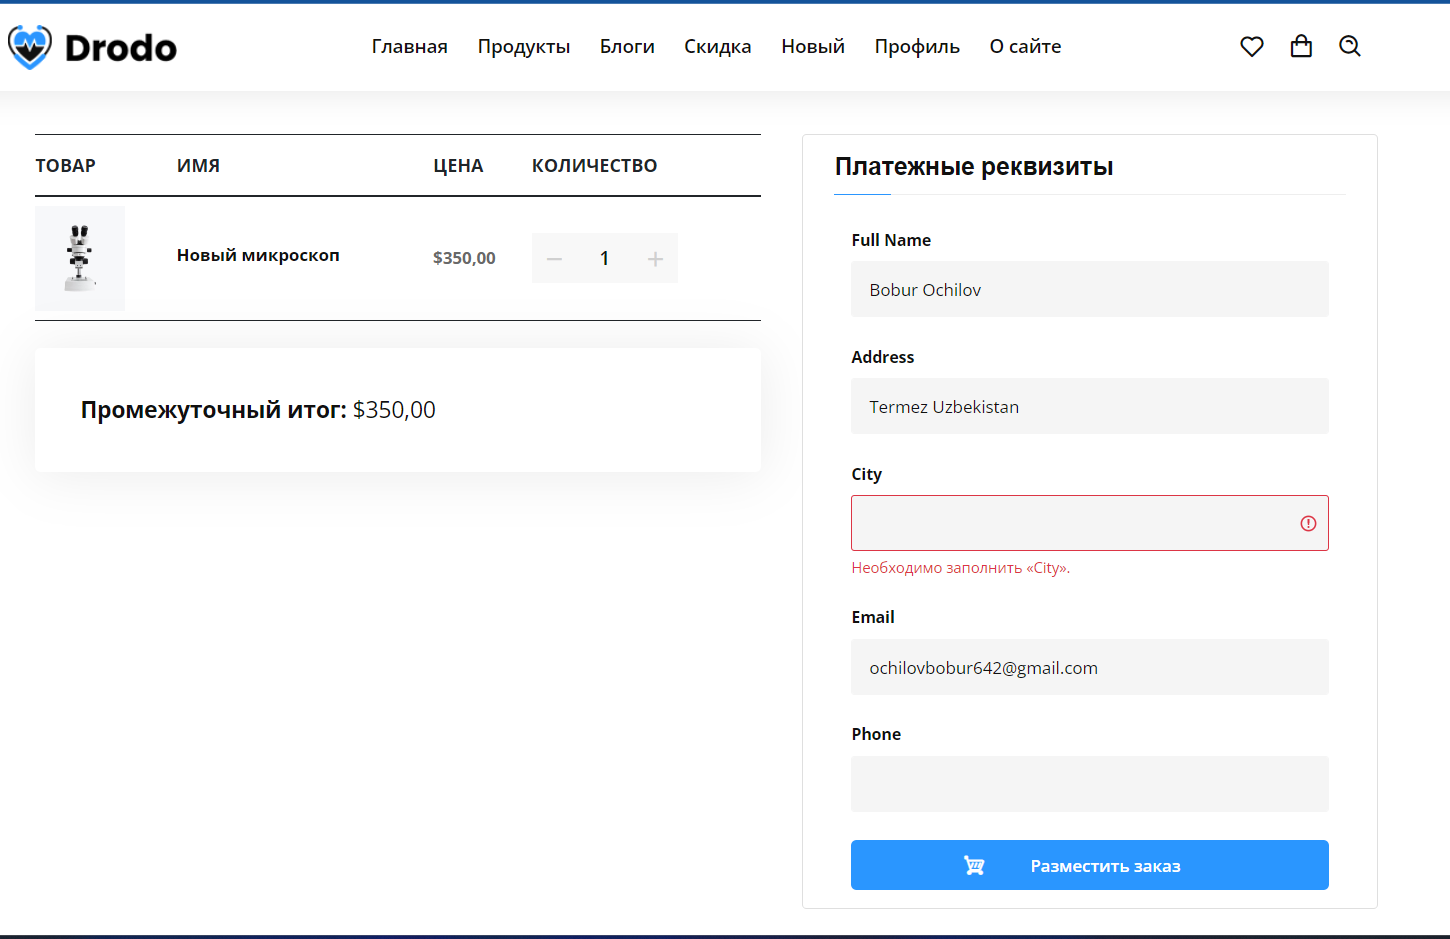 Drodo
Главная Продукты Блоги Скидка Новый Профиль О сайте
ТОВАР ИМЯ ЦЕНА КОЛИЧЕСТВО
Новый микроскоп $350,00 − 1 +
Промежуточный итог: $350,00
Платежные реквизиты
Full Name
Bobur Ochilov
Address
Termez Uzbekistan
City
Необходимо заполнить «City».
Email
ochilovbobur642@gmail.com
Phone
Разместить заказ